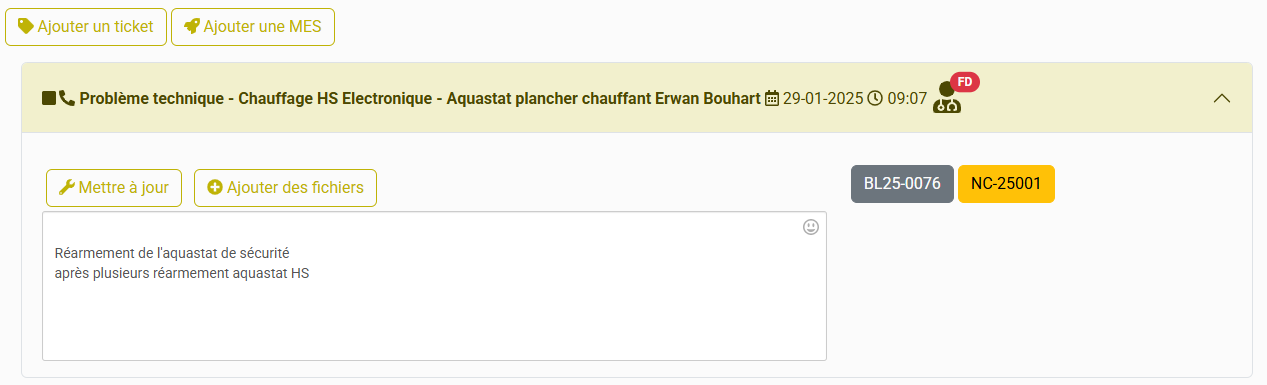 Ajouter un ticket Ajouter une MES
Problème technique - Chauffage HS Electronique - Aquastat plancher chauffant Erwan Bouhart 29-01-2025 09:07 FD
Mettre à jour Ajouter des fichiers BL25-0076 NC-25001
Réarmement de l'aquastat de sécurité
après plusieurs réarmement aquastat HS